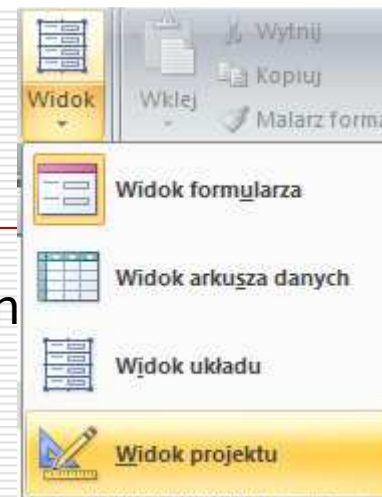 Widok
Wklej
Wytnij
Kopiuj
Malarz forma
Widok formularza
Widok arkusza danych
n
Widok układu
Widok projektu